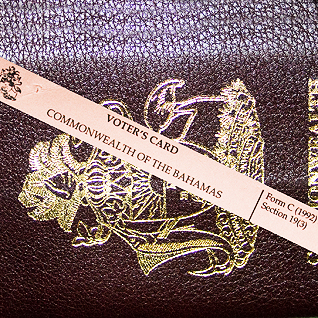 VOTER'S CARD
COMMONWEALTH OF THE BAHAMAS
Form C (1992)
Section 19(3)